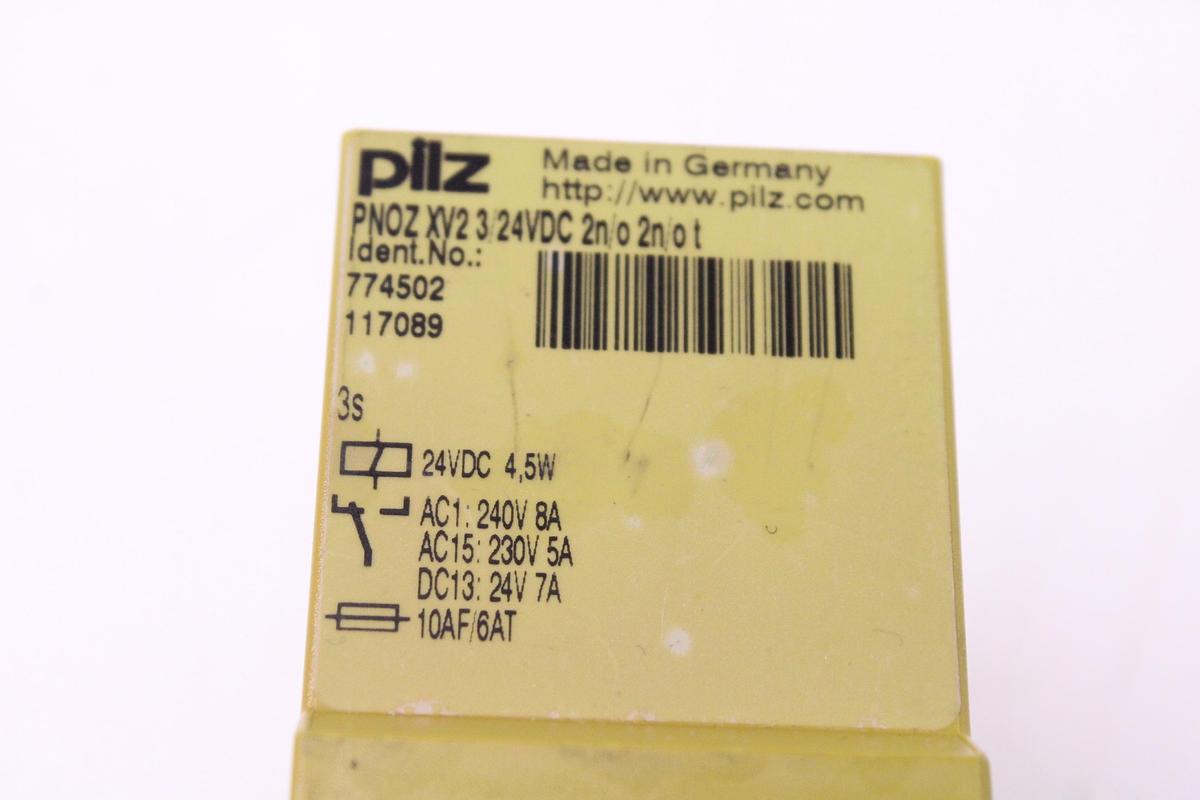 pilz
Made in Germany
http://www.pilz.com
PNOZ XV2 3/24VDC 2n/o 2n/o t
Ident.No.:
774502
117089
3s
24VDC 4,5W
AC1: 240V 8A
AC15: 230V 5A
DC13: 24V 7A
10AF/6AT